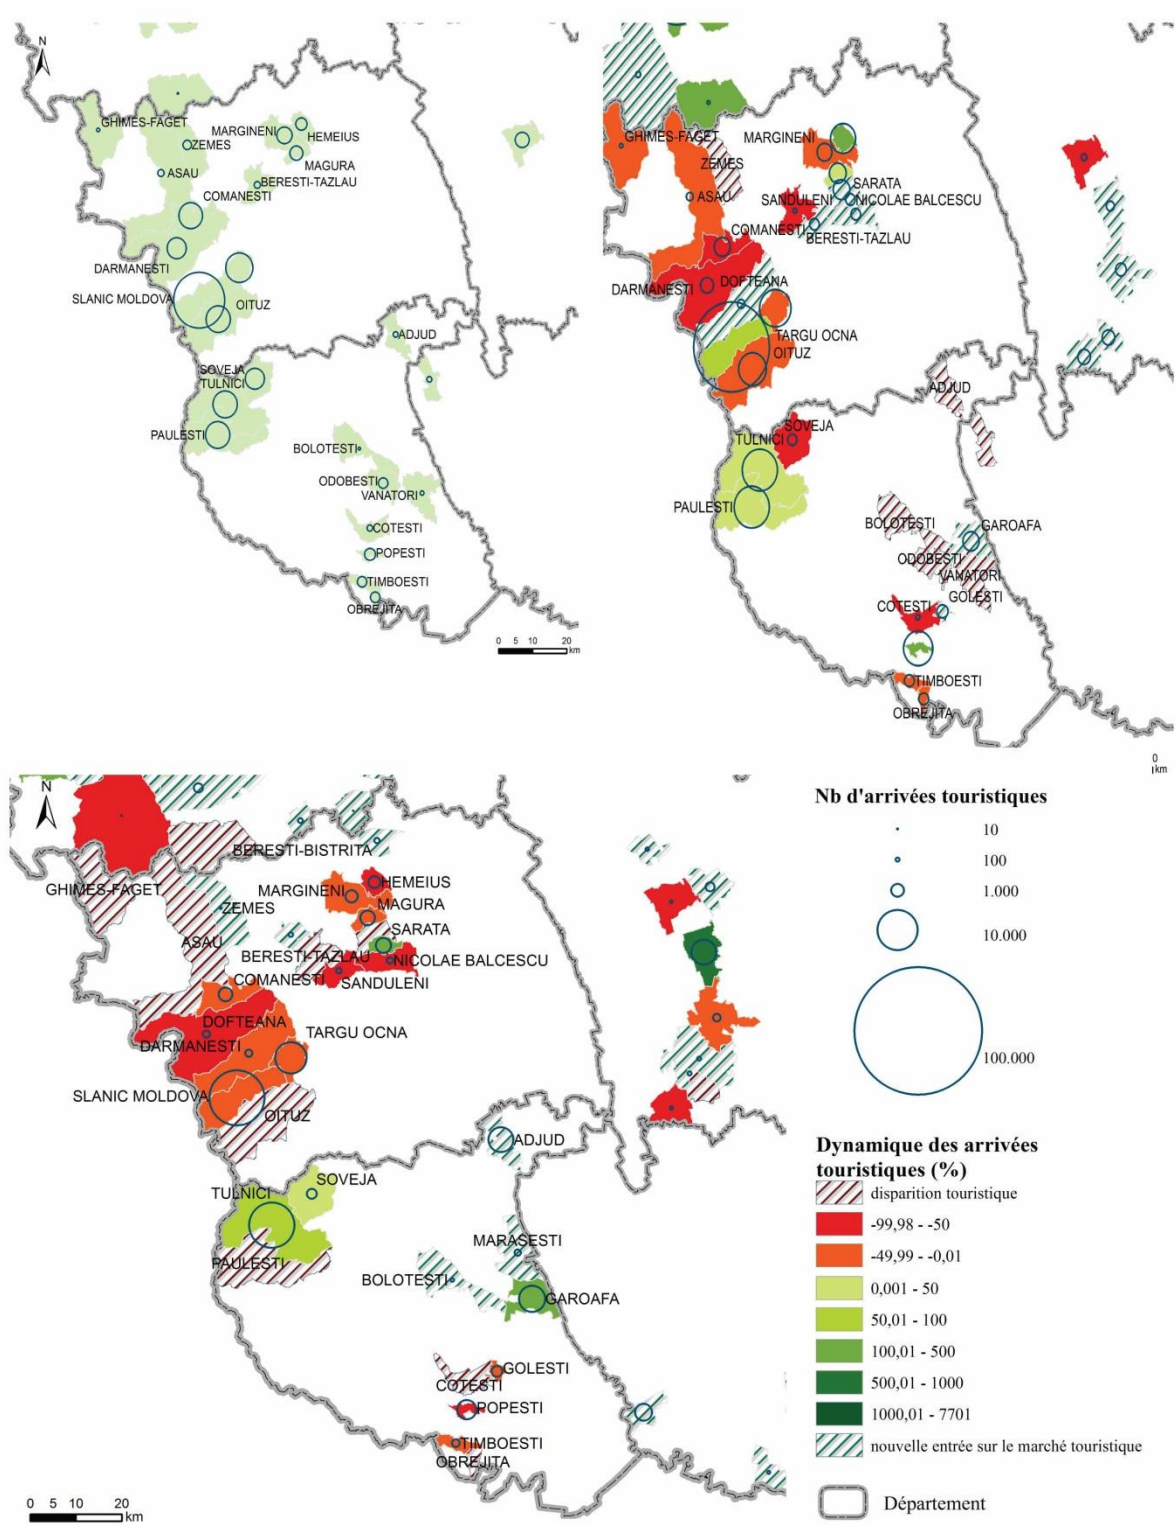 N
GHIMES-FAGET
MARGINENI
HEMEIUS
ZEMES
MAGURA
ASAU
BERESTI-TAZLAU
COMANESTI
DARMANESTI
SLANIC MOLDOVA
OITUZ
ADJUD
SOVEJA
TULNICI
PAULESTI
BOLOTESTI
ODOBESTI
VANATORI
COTESTI
POPESTI
TIMBOESTI
OBREJITA
0 5 10 20
km
GHIMES-FAGET
MARGINENI
ZEMES
SARATA
ASAU
SANDULENI
NICOLAE BALCESCU
COMANESTI
BERESTI-TAZLAU
DOFTEANA
DARMANESTI
TARGU OCNA
OITUZ
ADJUD
SOVEJA
TULNICI
PAULESTI
BOLOTESTI
GAROAFA
ODOBESTI
VANATORI
GOLESTI
COTESTI
TIMBOESTI
OBREJITA
0
km
N
BERESTI-BISTRITA
GHIMES-FAGET
HEMEIUS
MARGINENI
ZEMES
MAGURA
SARATA
ASAU
BERESTI-TAZLAU
NICOLAE BALCESCU
COMANESTI
SANDULENI
DOFTEANA
TARGU OCNA
DARMANESTI
SLANIC MOLDOVA
OITUZ
ADJUD
SOVEJA
TULNICI
MARASESTI
PAULESTI
BOLOTESTI
GAROAFA
GOLESTI
COTESTI
POPESTI
TIMBOESTI
OBREJITA
0 5 10 20
km
Nb d'arrivées touristiques
10
100
1.000
10.000
100.000
Dynamique des arrivées
touristiques (%)
disparition touristique
-99,98 - -50
-49,99 - -0,01
0,001 - 50
50,01 - 100
100,01 - 500
500,01 - 1000
1000,01 - 7701
nouvelle entrée sur le marché touristique
Département